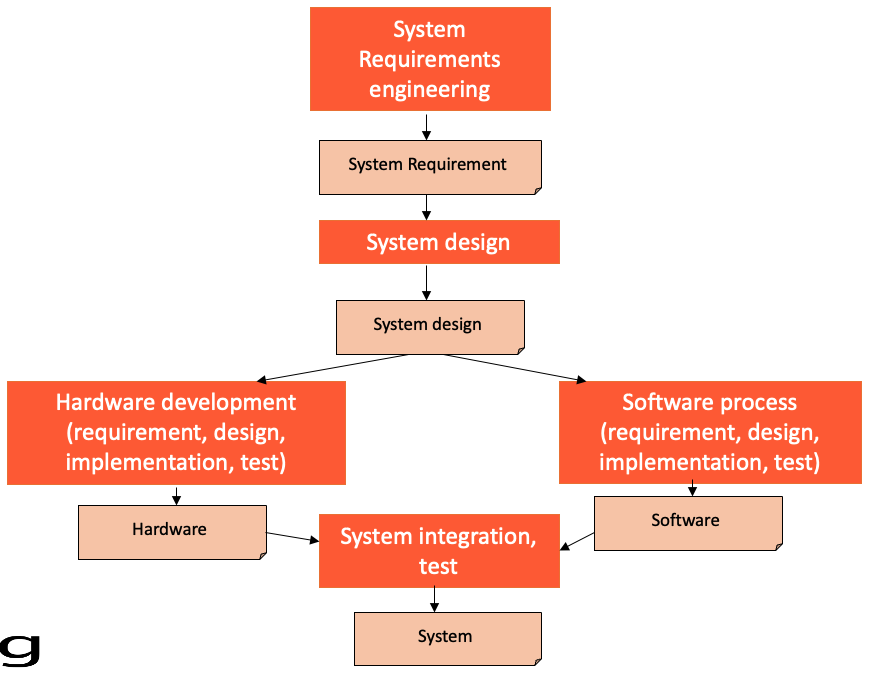 System
Requirements
engineering
System Requirement
System design
System design
Hardware development
(requirement, design,
implementation, test)
Software process
(requirement, design,
implementation, test)
Hardware
Software
System integration,
test
System
g